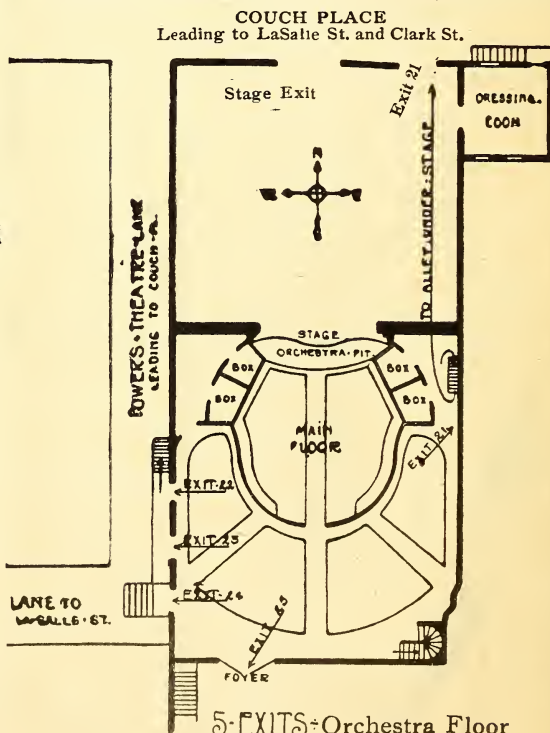 COUCH PLACE
Leading to LaSalle St. and Clark St.
Stage Exit
Exit 21
DRESSING.
ROOM
N
E
S
TO ALLEY UNDER STAGE
POWERS THEATRE LANE
LEADING TO COUCH PL.
STAGE
ORCHESTRA PIT.
BOX
BOX
BOX
BOX
MAIN
FLOOR
EXIT 21
EXIT 22
EXIT 23
EXIT 24
EXIT 25
LANE TO
LASALLE ST.
FOYER
5-EXITS-Orchestra Floor